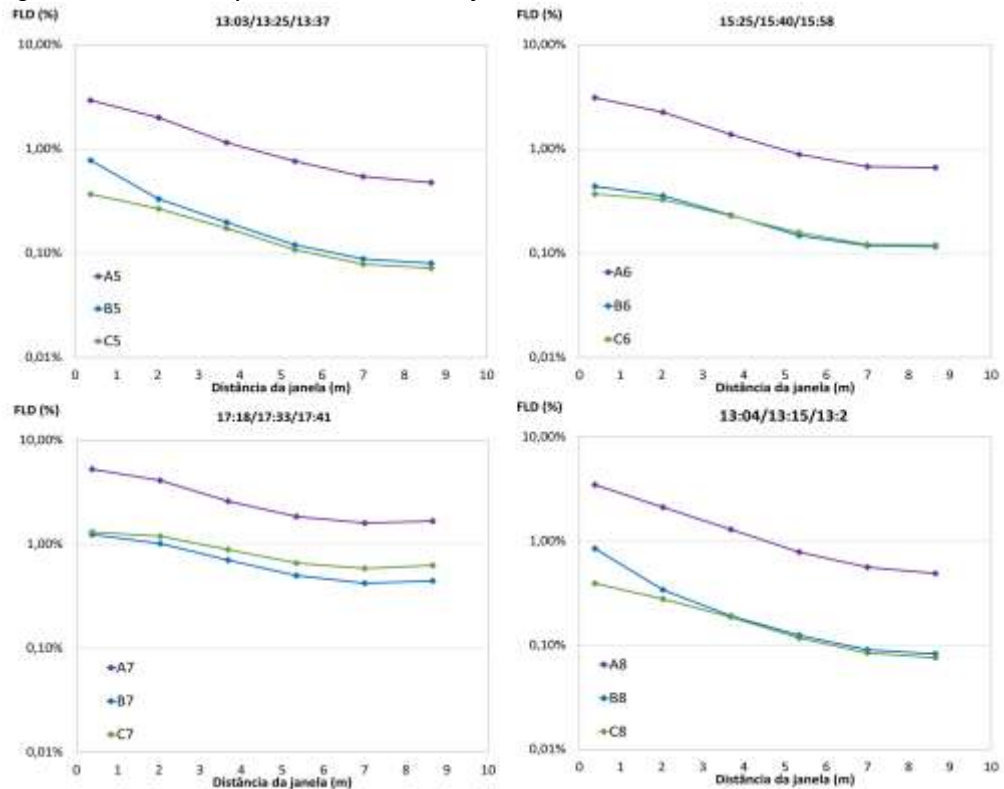 FLD (%)
13:03/13:25/13:37
10,00%
1,00%
0,10%
0,01%
A5
B5
C5
0 1 2 3 4 5 6 7 8 9 10
Distância da janela (m)
FLD (%)
15:25/15:40/15:58
10,00%
1,00%
0,10%
0,01%
A6
B6
C6
0 1 2 3 4 5 6 7 8 9 10
Distância da janela (m)
FLD (%)
17:18/17:33/17:41
10,00%
1,00%
0,10%
0,01%
A7
B7
C7
0 1 2 3 4 5 6 7 8 9 10
Distância da janela (m)
FLD (%)
13:04/13:15/13:2
10,00%
1,00%
0,10%
0,01%
A8
B8
C8
0 1 2 3 4 5 6 7 8 9 10
Distância da janela (m)